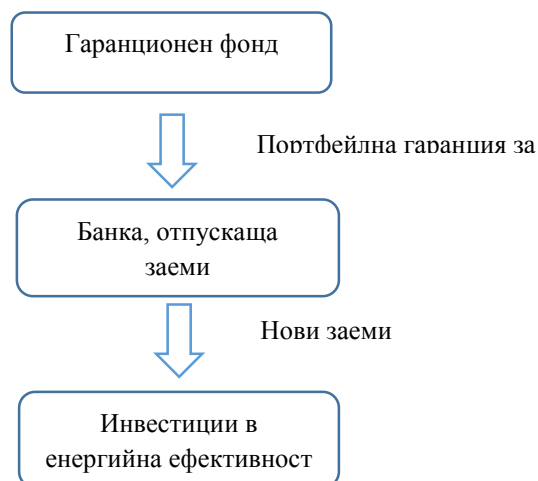 Гаранционен фонд
Портфейлна гаранция за
Банка, отпускаща
заеми
Нови заеми
Инвестиции в
енергийна ефективност